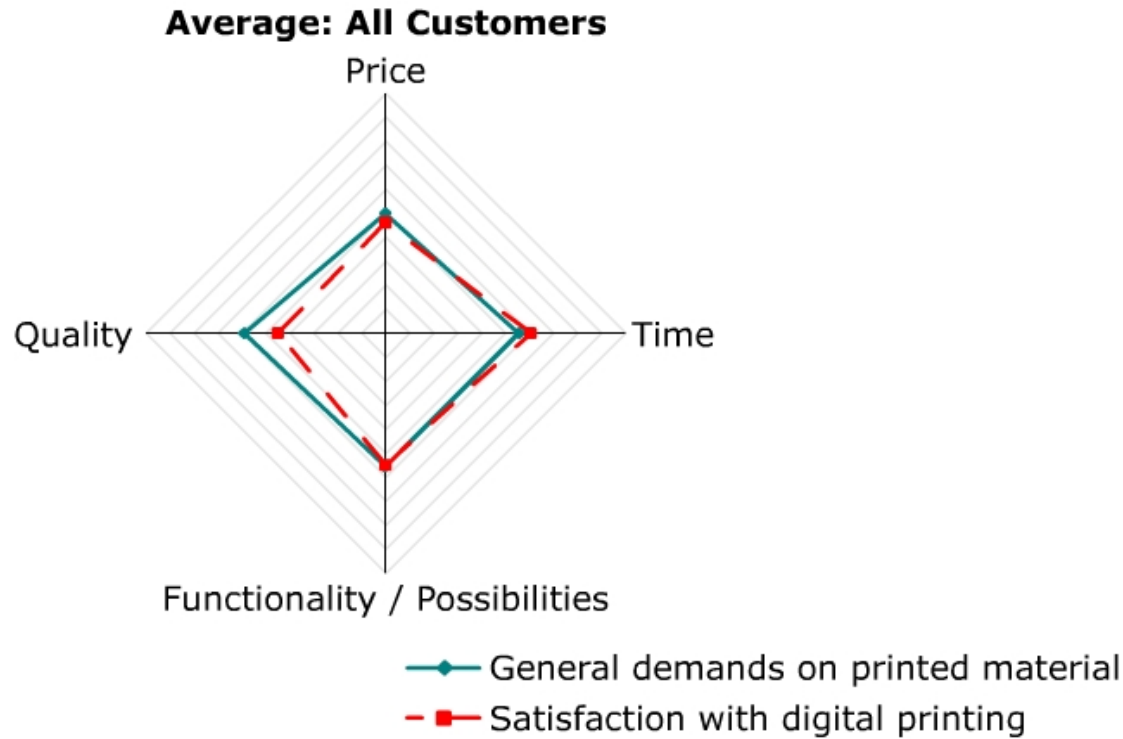 Average: All Customers
Price
Quality
Time
Functionality / Possibilities
General demands on printed material
Satisfaction with digital printing